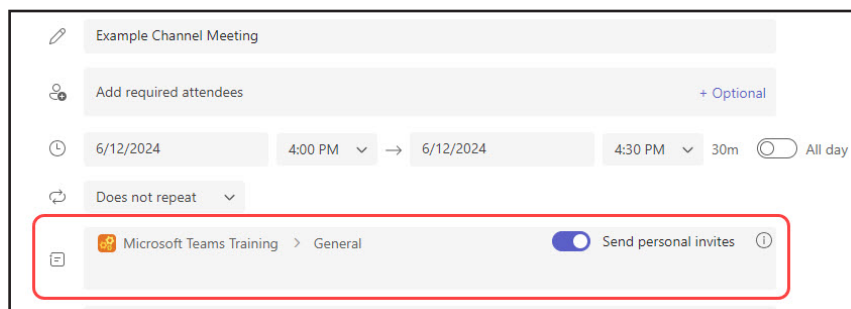 Example Channel Meeting
Add required attendees + Optional
6/12/2024 4:00 PM → 6/12/2024 4:30 PM 30m All day
Does not repeat
Microsoft Teams Training > General Send personal invites